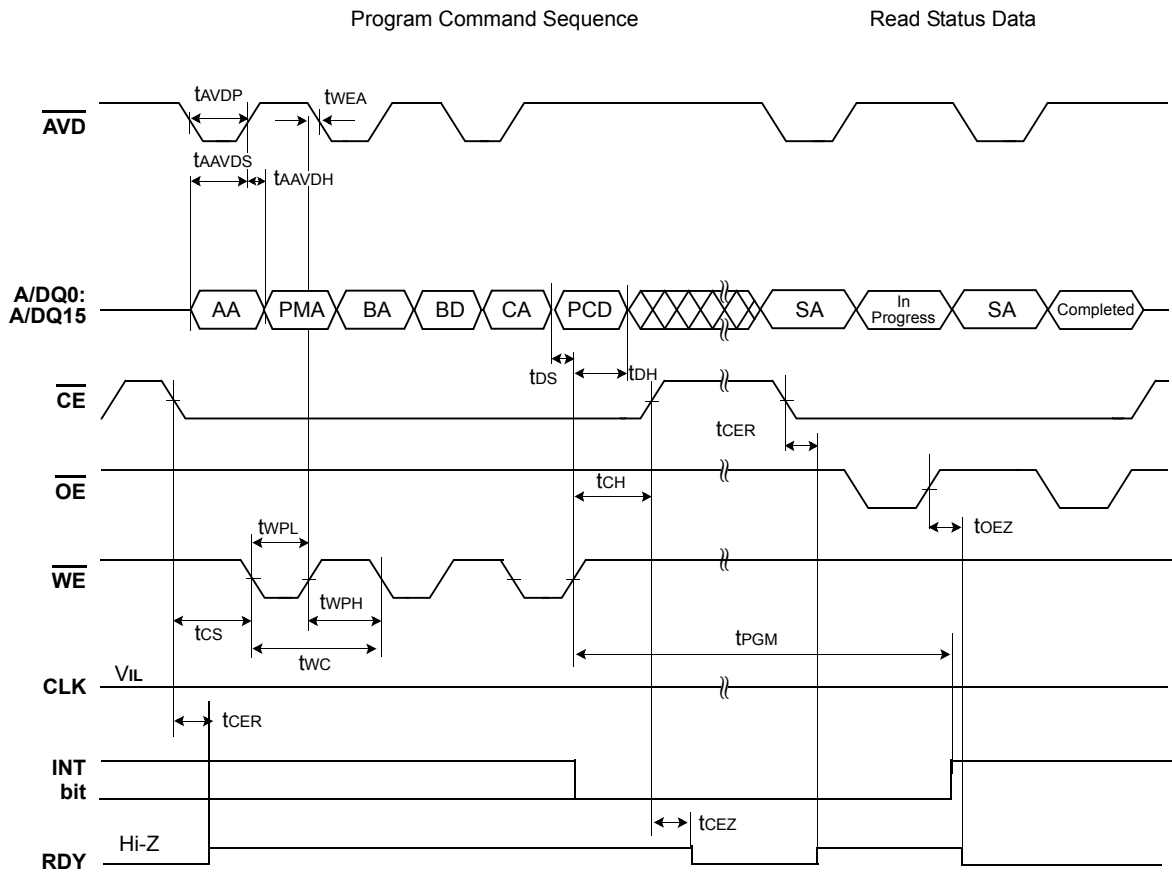 Program Command Sequence Read Status Data
tAVDP
tWEA
AVD
tAAVDS
tAAVDH
A/DQ0:
A/DQ15
AA PMA BA BD CA PCD SA In Progress SA Completed
tDS
tDH
CE
tCER
tCH
OE
tOEZ
tWPL
WE
tWPH
tCS
tWC
tPGM
VIL
CLK
tCER
INT
bit
tCEZ
Hi-Z
RDY